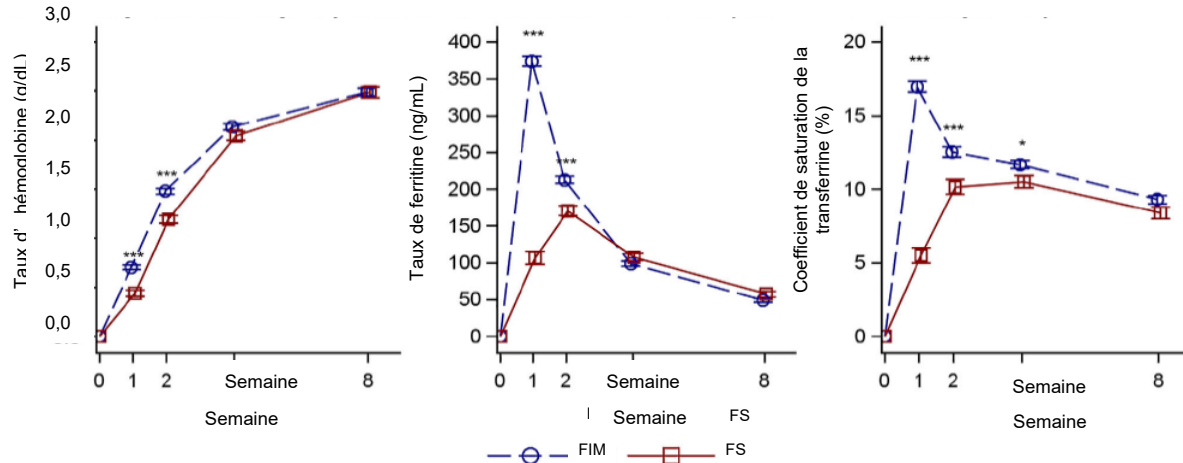 Taux d' hémoglobine (g/dL)
3,0
2,5
2,0
1,5
1,0
0,5
0,0
***
***
0 1 2 Semaine 8
Semaine
Taux de ferritine (ng/mL)
400
350
300
250
200
150
100
50
0
***
***
0 1 2 Semaine 8
Semaine FS
Coefficient de saturation de la
transferrine (%)
20
15
10
5
0
***
***
*
0 1 2 Semaine 8
Semaine
FIM FS